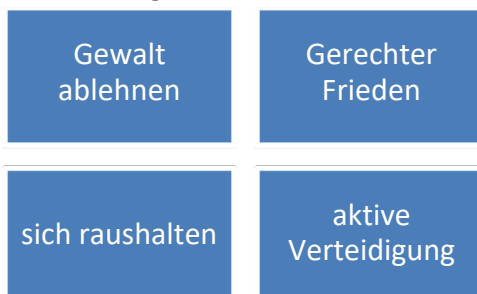 Gewalt
ablehnen
Gerechter
Frieden
sich raushalten
aktive
Verteidigung